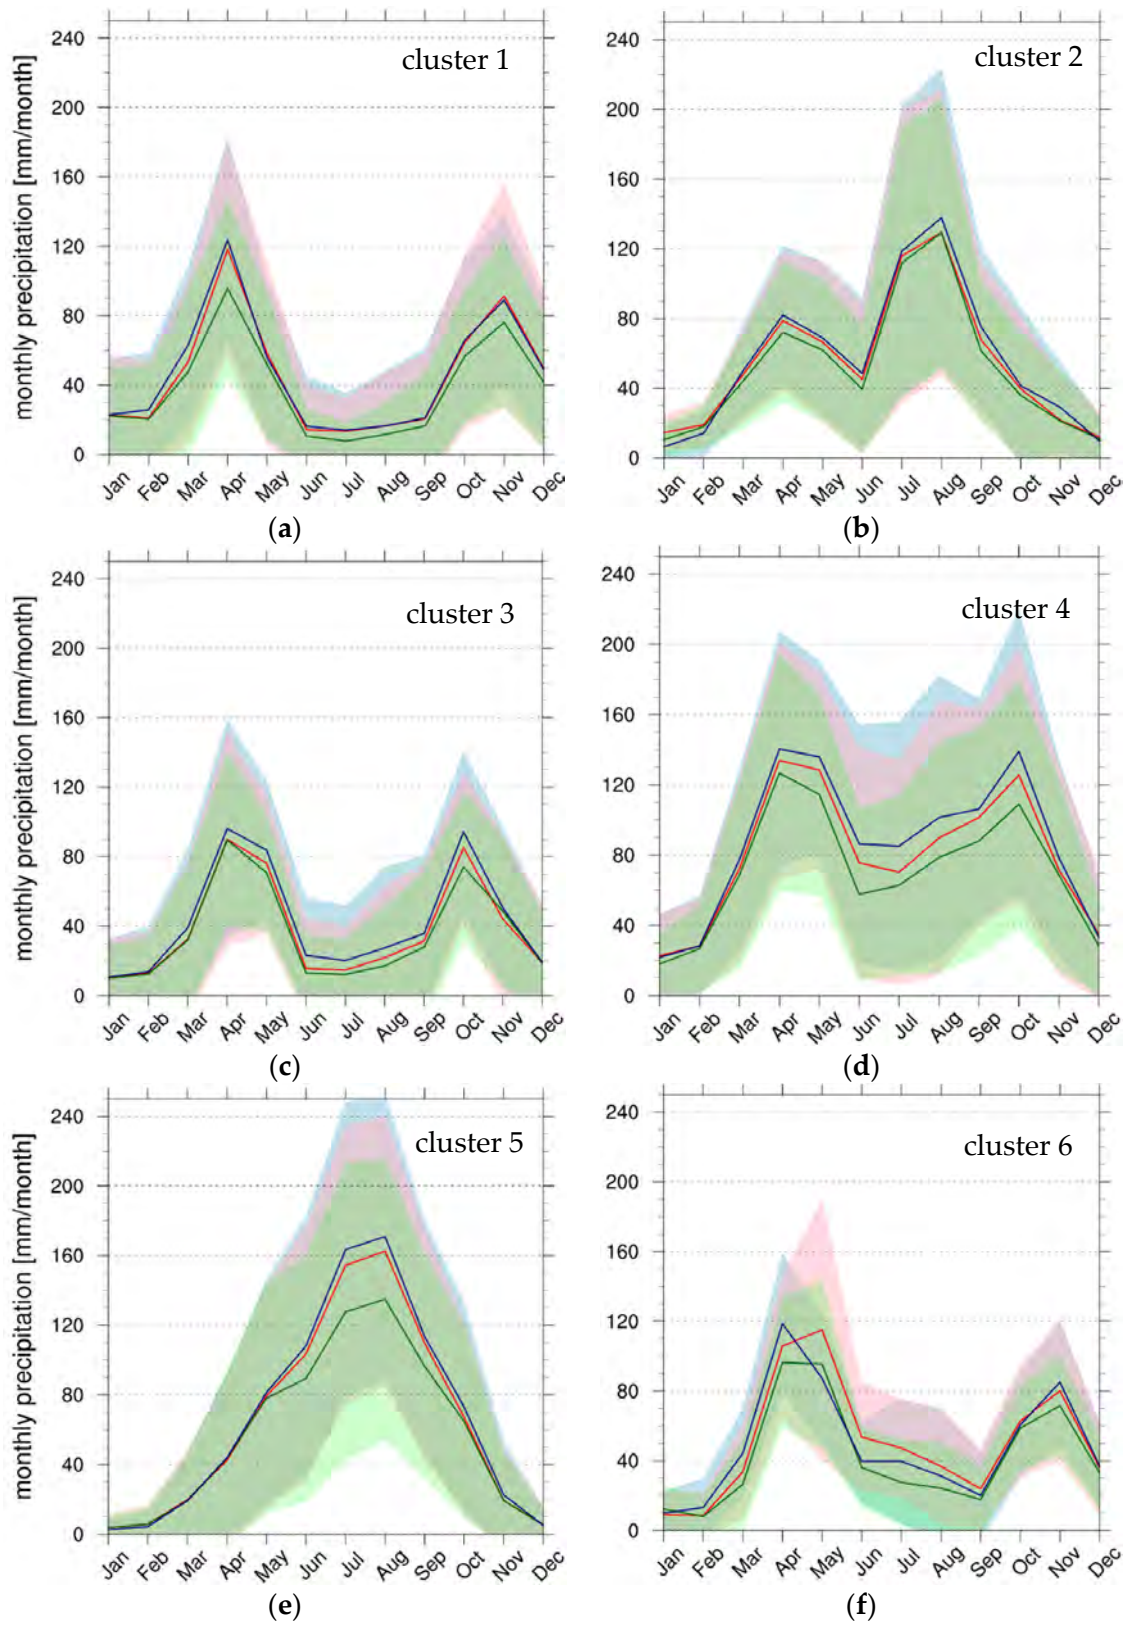 monthly precipitation [mm/month]
240
200
160
120
80
40
0
cluster 1
Jan Feb Mar Apr May Jun Jul Aug Sep Oct Nov Dec
(a)
240
200
160
120
80
40
0
cluster 2
Jan Feb Mar Apr May Jun Jul Aug Sep Oct Nov Dec
(b)
monthly precipitation [mm/month]
240
200
160
120
80
40
0
cluster 3
Jan Feb Mar Apr May Jun Jul Aug Sep Oct Nov Dec
(c)
240
200
160
120
80
40
0
cluster 4
Jan Feb Mar Apr May Jun Jul Aug Sep Oct Nov Dec
(d)
monthly precipitation [mm/month]
240
200
160
120
80
40
0
cluster 5
Jan Feb Mar Apr May Jun Jul Aug Sep Oct Nov Dec
(e)
240
200
160
120
80
40
0
cluster 6
Jan Feb Mar Apr May Jun Jul Aug Sep Oct Nov Dec
(f)